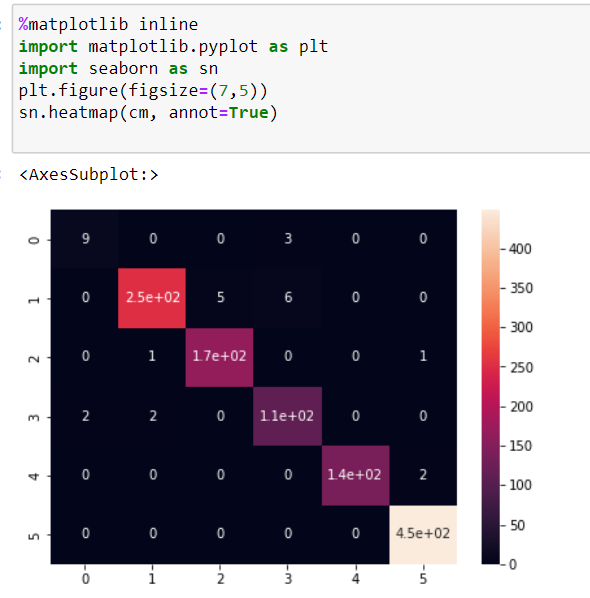 %matplotlib inline
import matplotlib.pyplot as plt
import seaborn as sn
plt.figure(figsize=(7,5))
sn.heatmap(cm, annot=True)
<AxesSubplot:>
0 9 0 0 3 0 0
1 0 2.5e+02 5 6 0 0
2 0 1 1.7e+02 0 0 1
3 2 2 0 1.1e+02 0 0
4 0 0 0 0 1.4e+02 2
5 0 0 0 0 0 4.5e+02
0 1 2 3 4 5
400
350
300
250
200
150
100
50
0